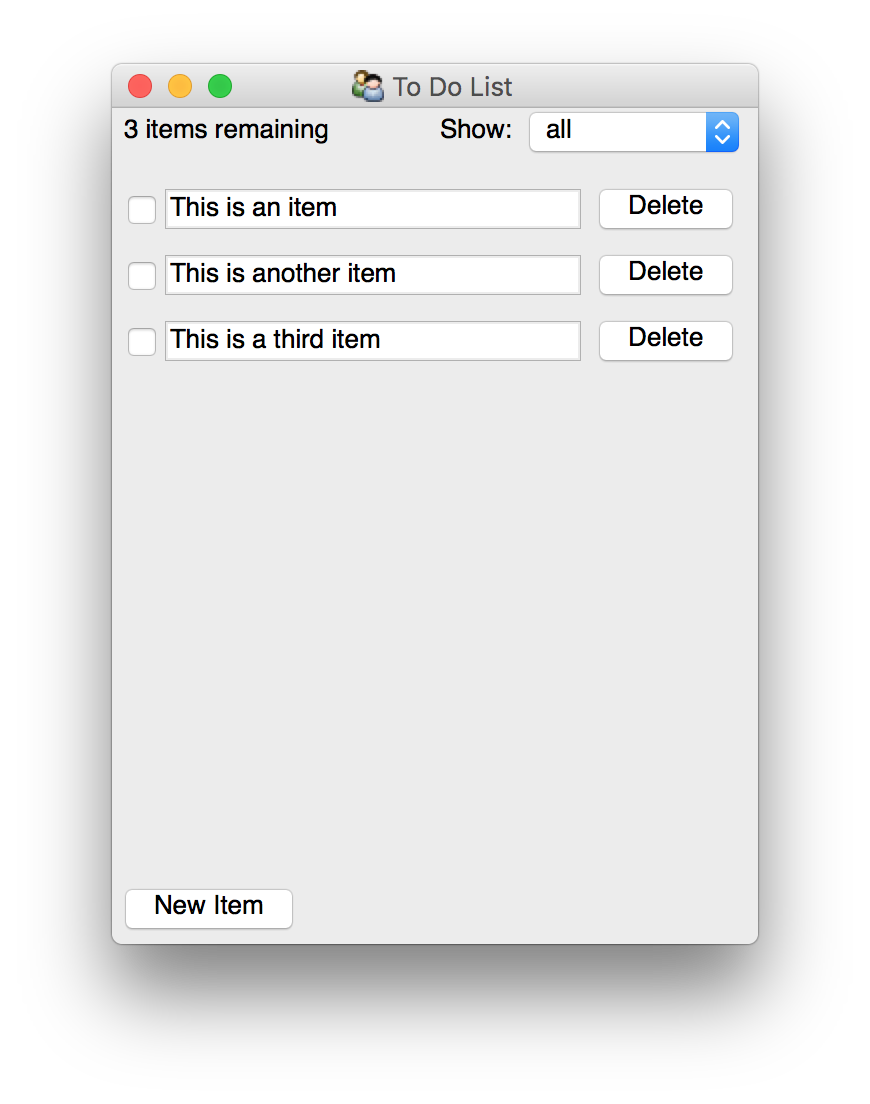 To Do List
3 items remaining Show: all
This is an item Delete
This is another item Delete
This is a third item Delete
New Item